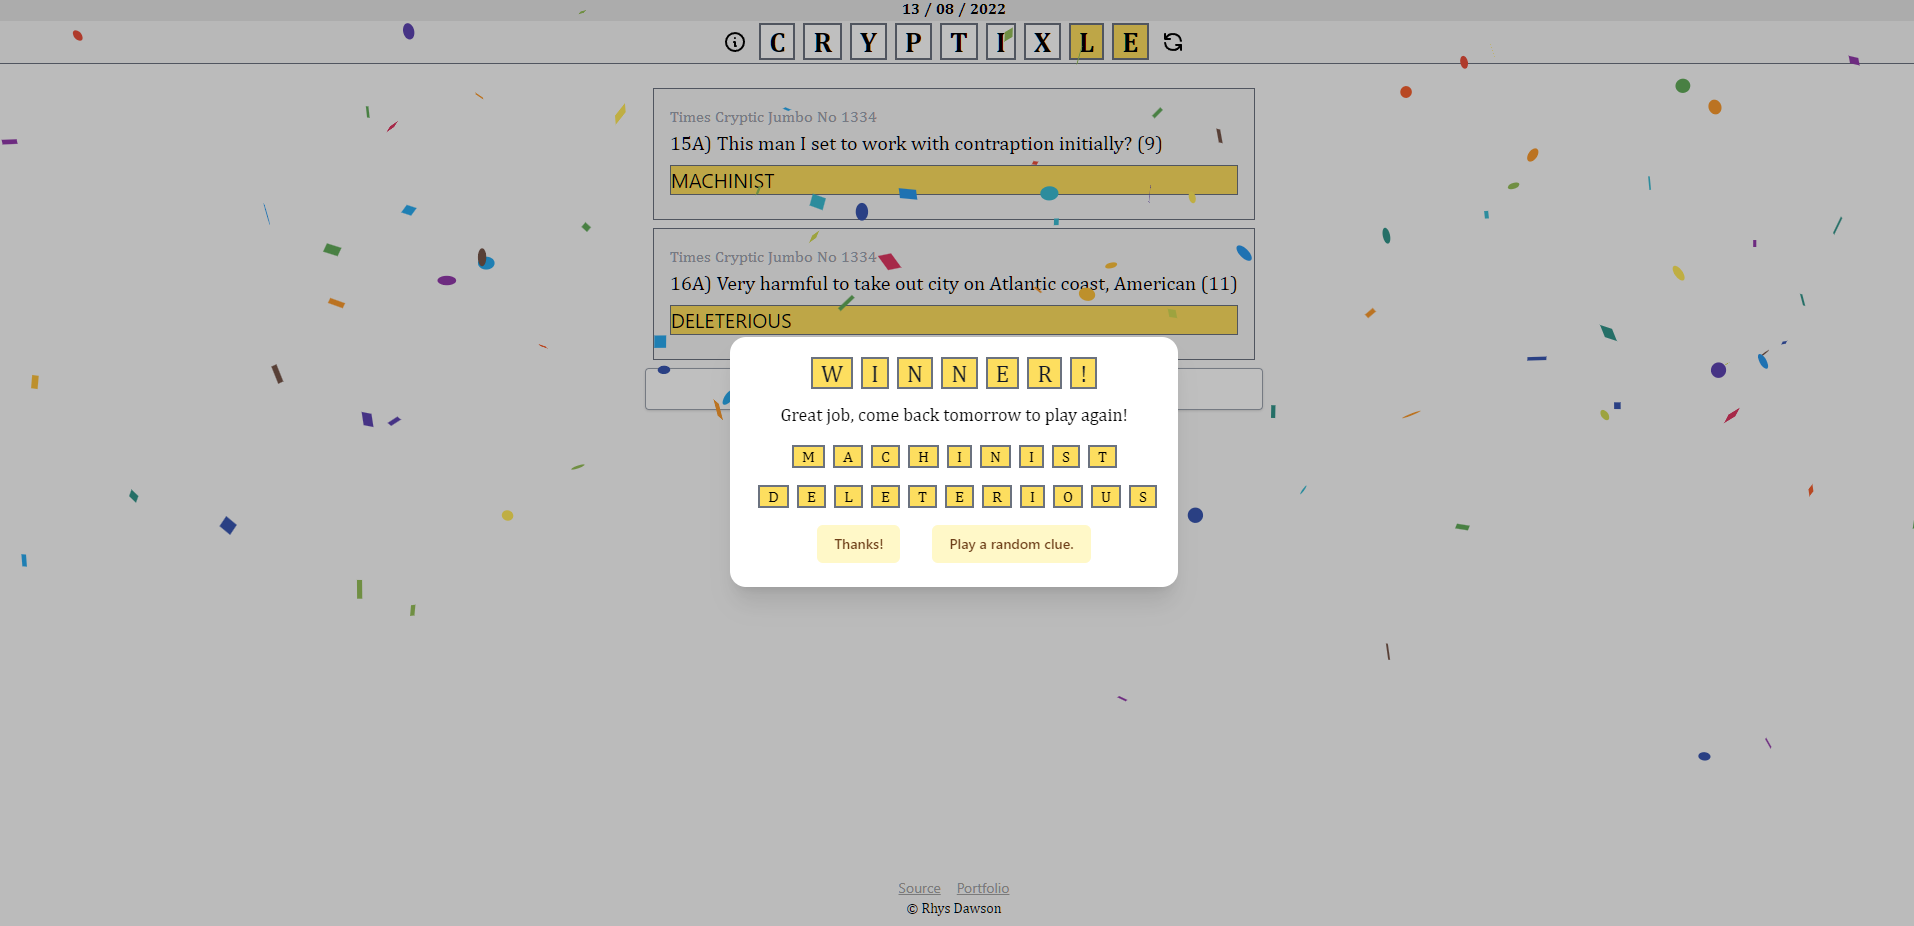 13 / 08 / 2022
C R Y P T I X L E
Times Cryptic Jumbo No 1334
15A) This man I set to work with contraption initially? (9)
MACHINIST
Times Cryptic Jumbo No 1334
16A) Very harmful to take out city on Atlantic coast, American (11)
DELETERIOUS
W I N N E R !
Great job, come back tomorrow to play again!
M A C H I N I S T
D E L E T E R I O U S
Thanks! Play a random clue.
Source Portfolio
© Rhys Dawson